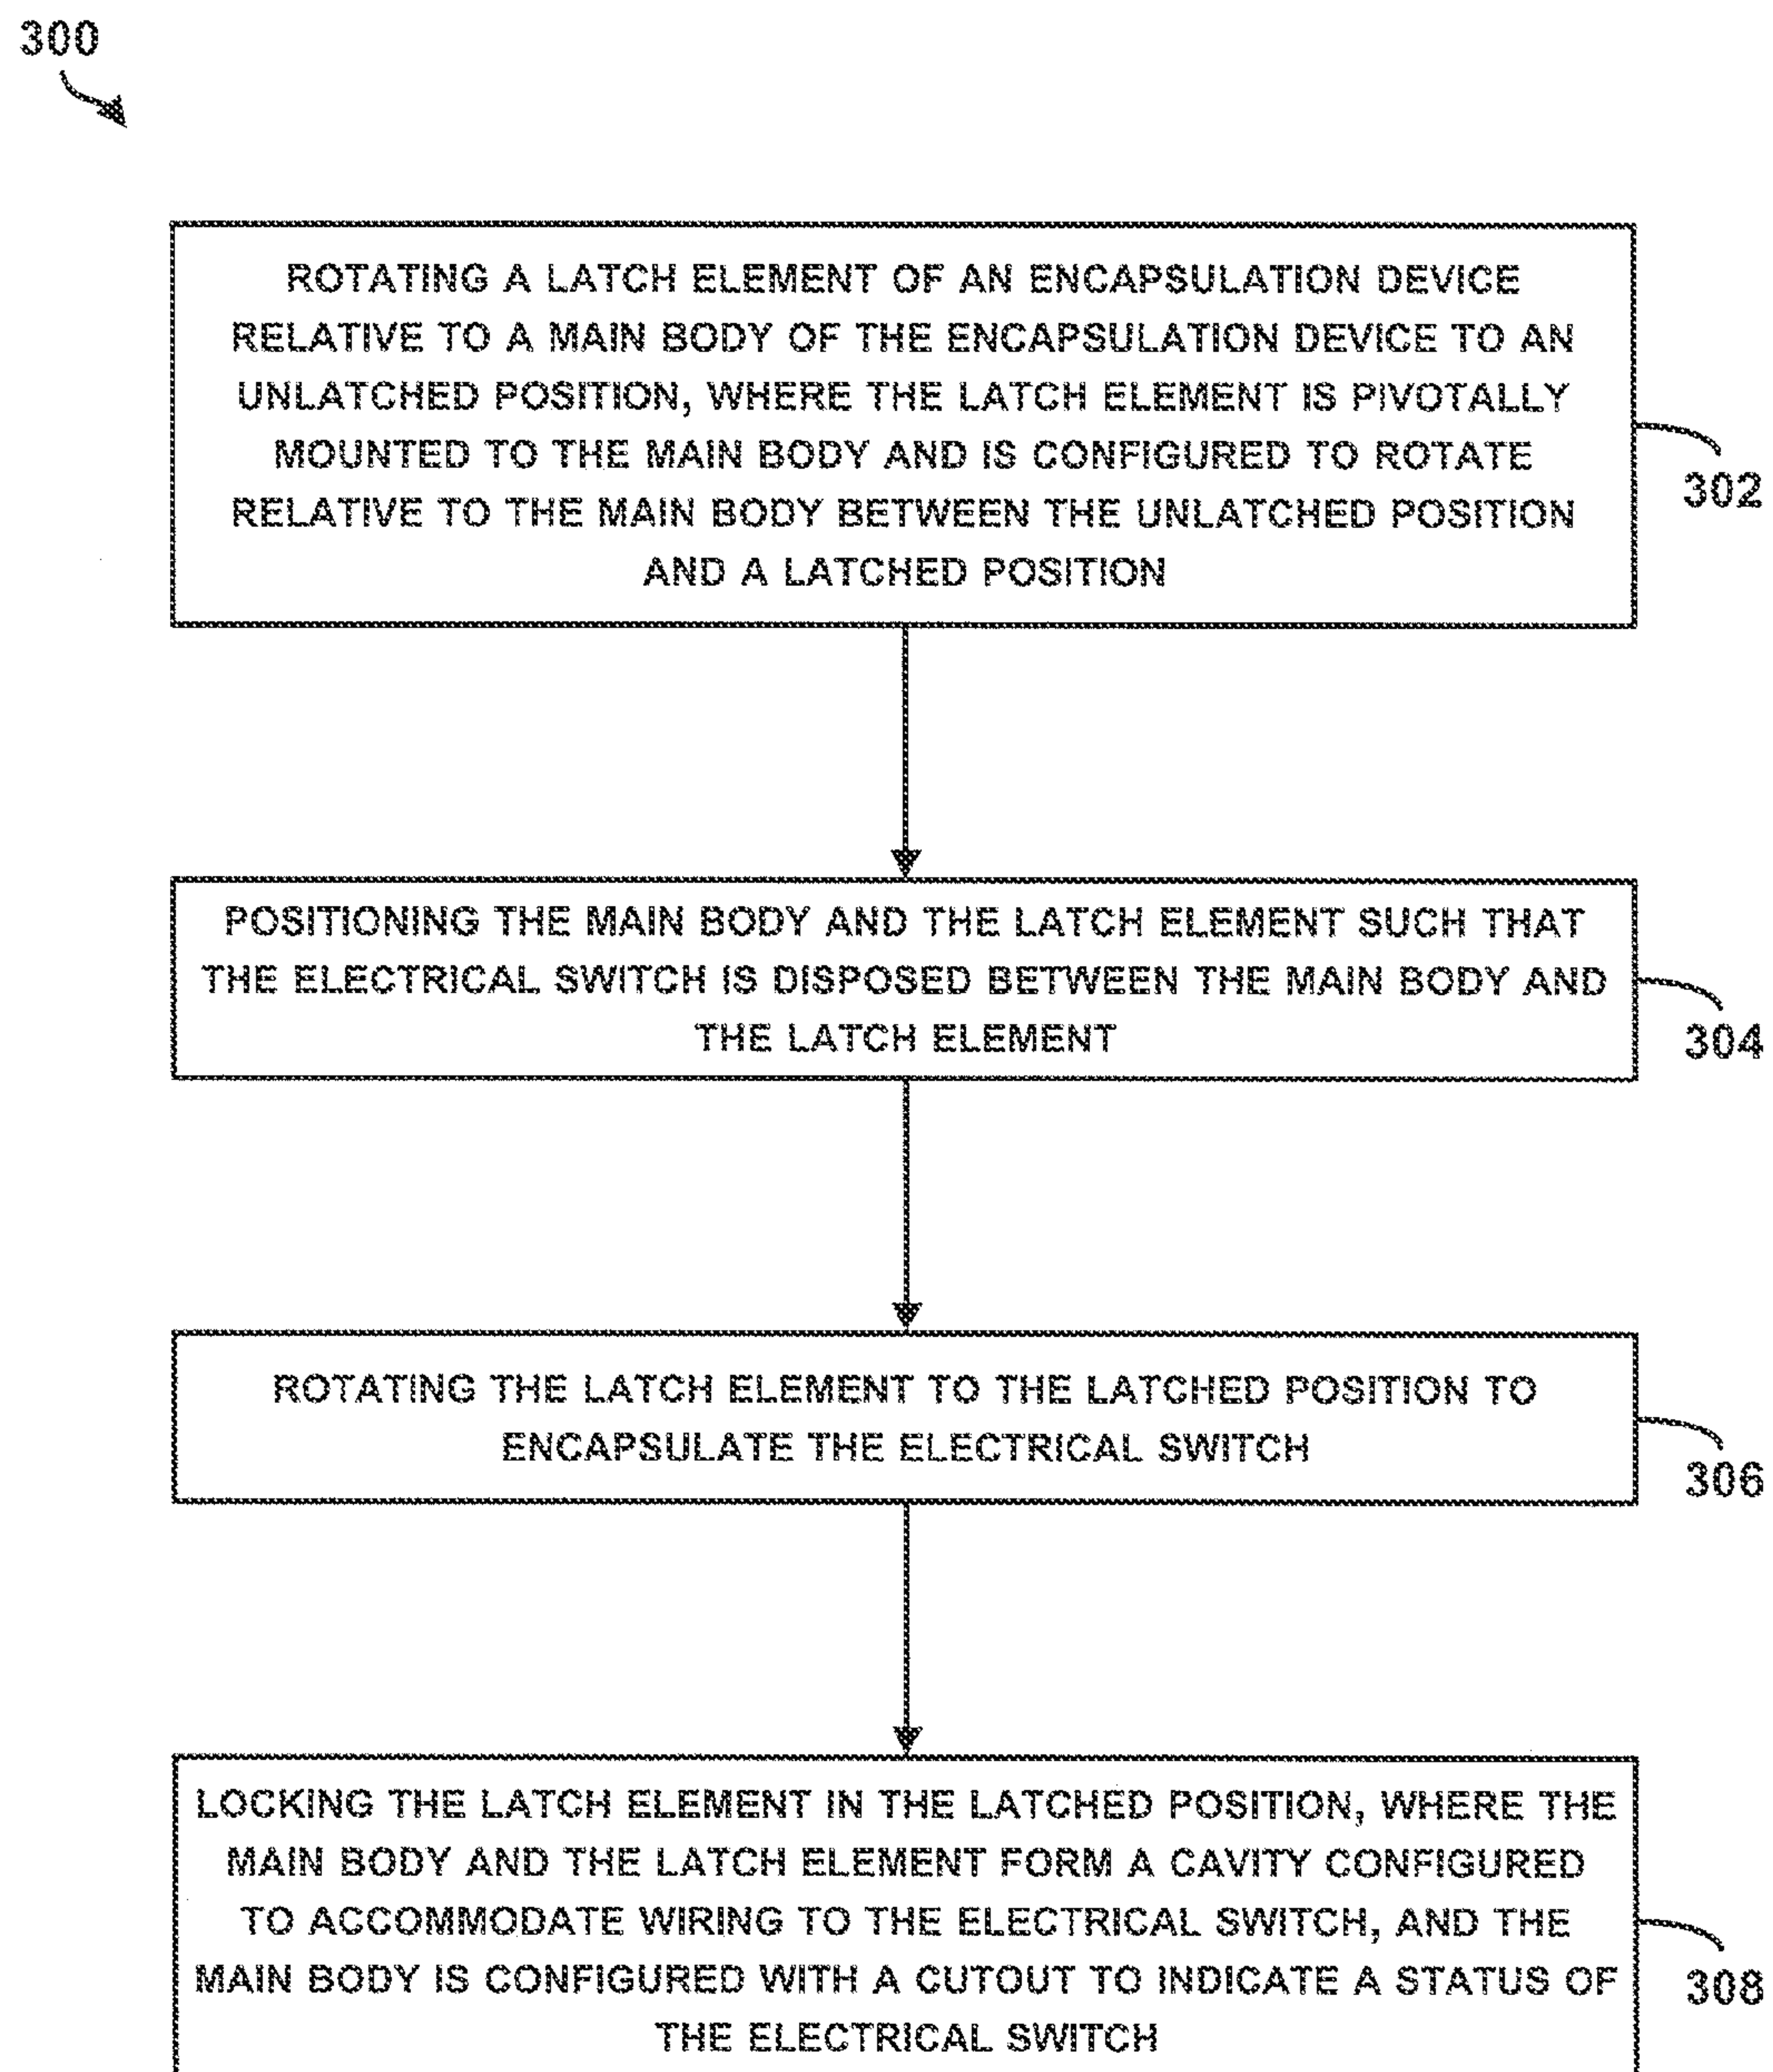 300
ROTATING A LATCH ELEMENT OF AN ENCAPSULATION DEVICE
RELATIVE TO A MAIN BODY OF THE ENCAPSULATION DEVICE TO AN
UNLATCHED POSITION, WHERE THE LATCH ELEMENT IS PIVOTALLY
MOUNTED TO THE MAIN BODY AND IS CONFIGURED TO ROTATE
RELATIVE TO THE MAIN BODY BETWEEN THE UNLATCHED POSITION
AND A LATCHED POSITION
302
POSITIONING THE MAIN BODY AND THE LATCH ELEMENT SUCH THAT
THE ELECTRICAL SWITCH IS DISPOSED BETWEEN THE MAIN BODY AND
THE LATCH ELEMENT
304
ROTATING THE LATCH ELEMENT TO THE LATCHED POSITION TO
ENCAPSULATE THE ELECTRICAL SWITCH
306
LOCKING THE LATCH ELEMENT IN THE LATCHED POSITION, WHERE THE
MAIN BODY AND THE LATCH ELEMENT FORM A CAVITY CONFIGURED
TO ACCOMMODATE WIRING TO THE ELECTRICAL SWITCH, AND THE
MAIN BODY IS CONFIGURED WITH A CUTOUT TO INDICATE A STATUS OF
THE ELECTRICAL SWITCH
308